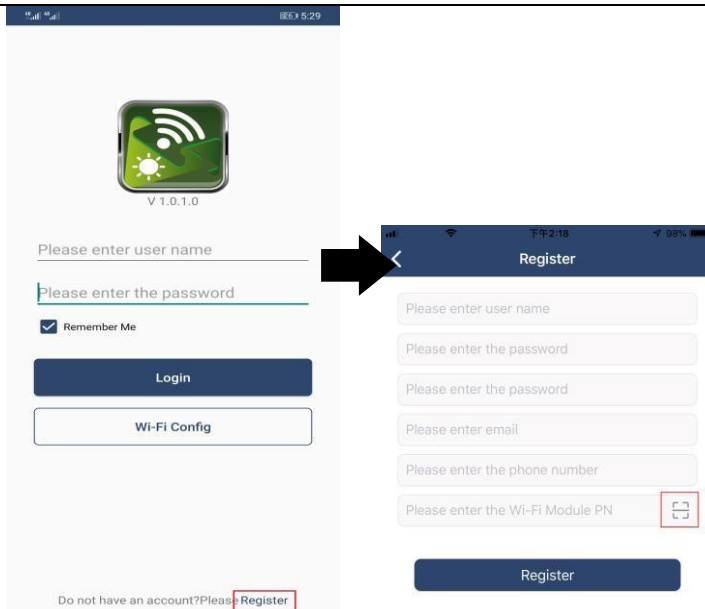 5:29
V 1.0.1.0
Please enter user name
Please enter the password
Remember Me
Login
Wi-Fi Config
Do not have an account?Please Register
下午2:18
98%
Register
Please enter user name
Please enter the password
Please enter the password
Please enter email
Please enter the phone number
Please enter the Wi-Fi Module PN
Register